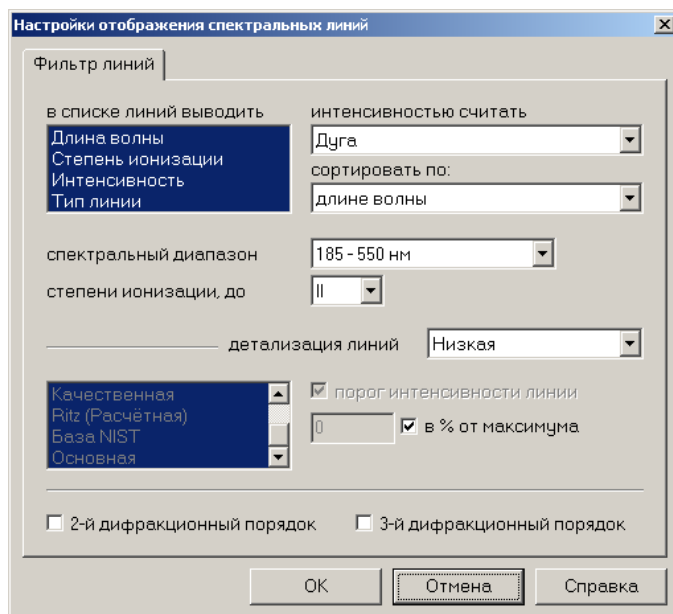 Настройки отображения спектральных линий
Фильтр линий
в списке линий выводить
Длина волны
Степень ионизации
Интенсивность
Тип линии
интенсивностью считать
Дуга
сортировать по:
длине волны
спектральный диапазон
185 - 550 нм
степени ионизации, до
II
детализация линий
Низкая
Качественная
Ritz (Расчётная)
База NIST
Основная
порог интенсивности линии
0
в % от максимума
2-й дифракционный порядок
3-й дифракционный порядок
OK
Отмена
Справка